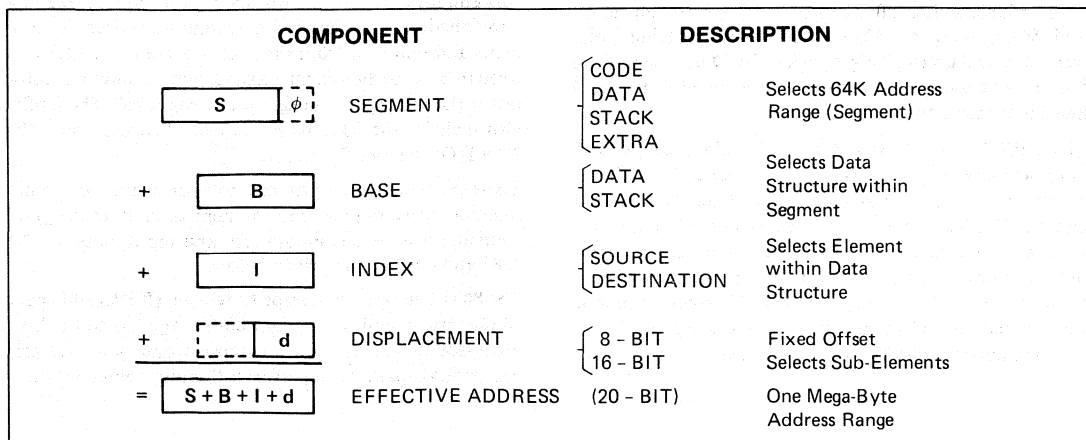 COMPONENT DESCRIPTION
S ϕ SEGMENT
CODE
DATA
STACK
EXTRA
Selects 64K Address
Range (Segment)
+ B BASE
DATA
STACK
Selects Data
Structure within
Segment
+ I INDEX
SOURCE
DESTINATION
Selects Element
within Data
Structure
+ d DISPLACEMENT
8 - BIT
16 - BIT
Fixed Offset
Selects Sub-Elements
= S + B + I + d EFFECTIVE ADDRESS (20 - BIT)
One Mega-Byte
Address Range